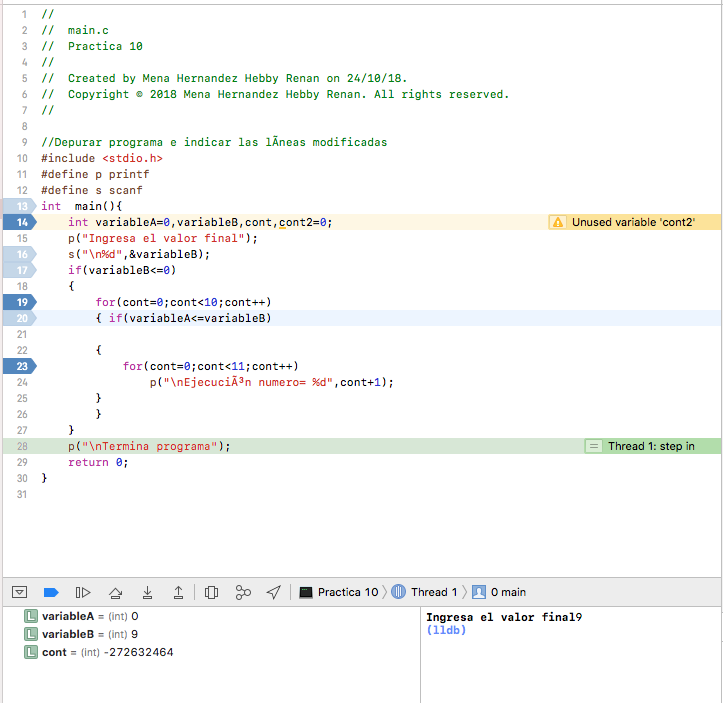 1 //
2 //  main.c
3 //  Practica 10
4 //
5 //  Created by Mena Hernandez Hebby Renan on 24/10/18.
6 //  Copyright © 2018 Mena Hernandez Hebby Renan. All rights reserved.
7 //
8
9 //Depurar programa e indicar las lÃneas modificadas
10 #include <stdio.h>
11 #define p printf
12 #define s scanf
13 int  main(){
14     int variableA=0,variableB,cont,cont2=0; Unused variable 'cont2'
15     p("Ingresa el valor final");
16     s("\n%d",&variableB);
17     if(variableB<=0)
18     {
19         for(cont=0;cont<10;cont++)
20         { if(variableA<=variableB)
21
22         {
23             for(cont=0;cont<11;cont++)
24                 p("\nEjecuciÃ³n numero= %d",cont+1);
25         }
26         }
27     }
28     p("\nTermina programa"); Thread 1: step in
29     return 0;
30 }
31
Practica 10 Thread 1 0 main
L variableA = (int) 0
L variableB = (int) 9
L cont = (int) -272632464
Ingresa el valor final9
(lldb)